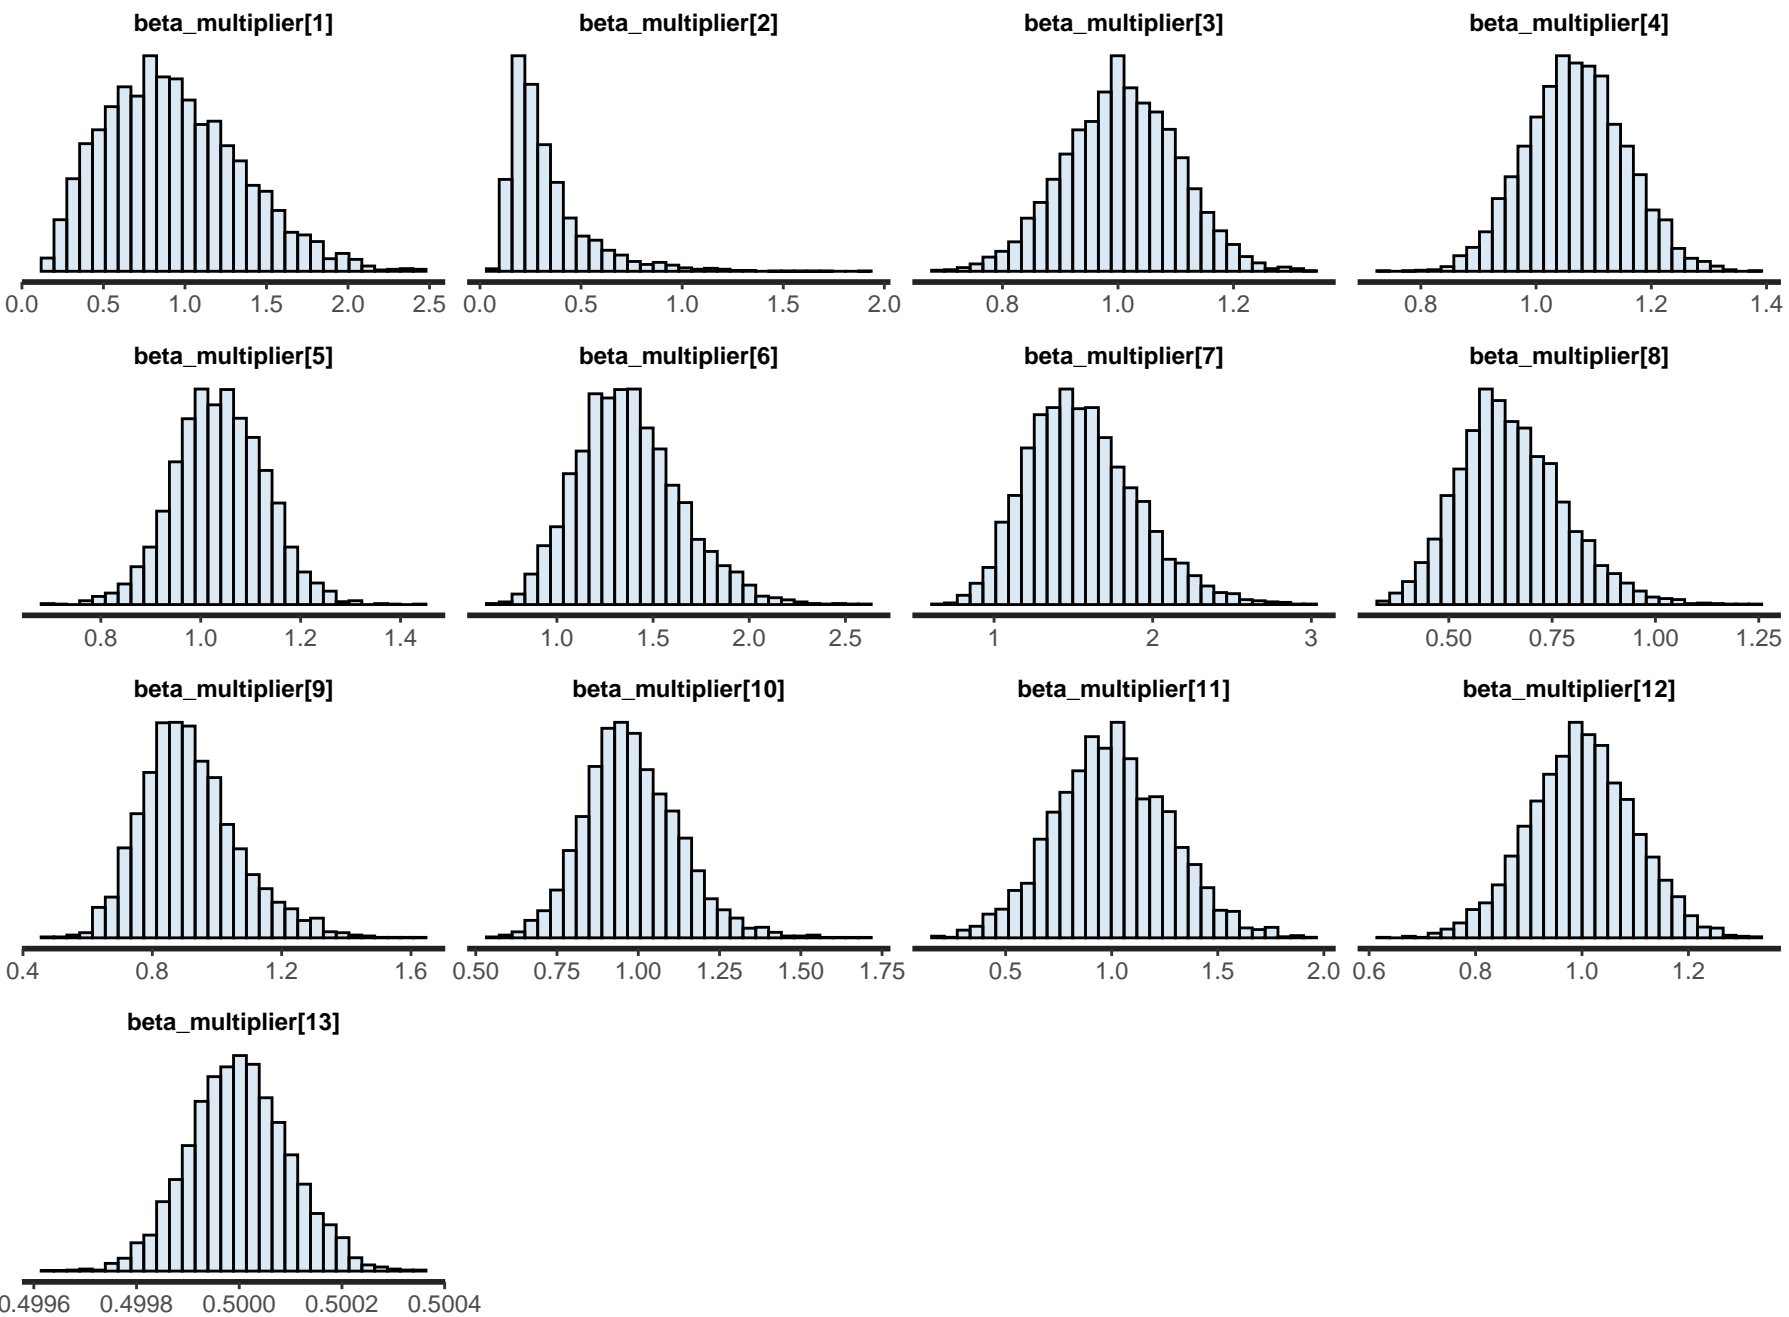 beta_multiplier[1] beta_multiplier[2] beta_multiplier[3] beta_multiplier[4]
0.0 0.5 1.0 1.5 2.0 2.5 0.0 0.5 1.0 1.5 2.0 0.8 1.0 1.2 0.8 1.0 1.2 1.4
beta_multiplier[5] beta_multiplier[6] beta_multiplier[7] beta_multiplier[8]
0.8 1.0 1.2 1.4 1.0 1.5 2.0 2.5 1 2 3 0.50 0.75 1.00 1.25
beta_multiplier[9] beta_multiplier[10] beta_multiplier[11] beta_multiplier[12]
0.4 0.8 1.2 1.6 0.50 0.75 1.00 1.25 1.50 1.75 0.5 1.0 1.5 2.0 0.6 0.8 1.0 1.2
beta_multiplier[13]
0.4996 0.4998 0.5000 0.5002 0.5004